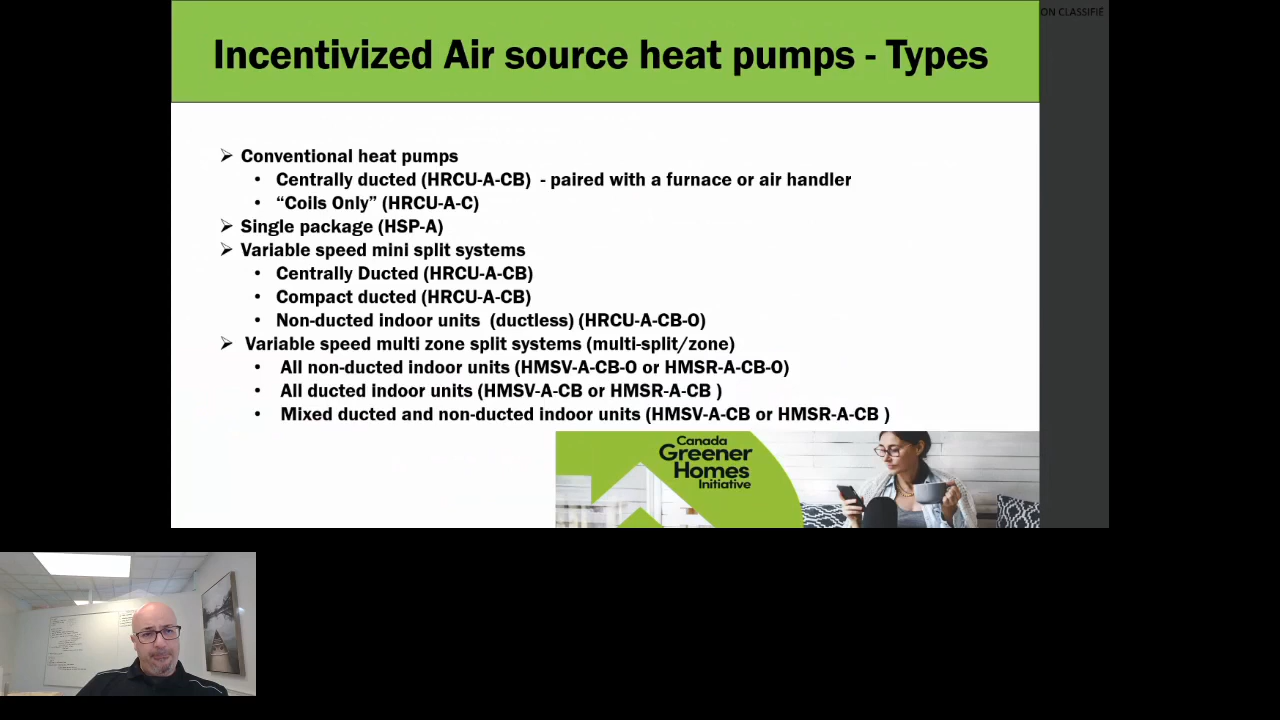 ON CLASSIFIÉ
Incentivized Air source heat pumps - Types
➢ Conventional heat pumps
• Centrally ducted (HRCU-A-CB) - paired with a furnace or air handler
• “Coils Only” (HRCU-A-C)
➢ Single package (HSP-A)
➢ Variable speed mini split systems
• Centrally Ducted (HRCU-A-CB)
• Compact ducted (HRCU-A-CB)
• Non-ducted indoor units (ductless) (HRCU-A-CB-O)
➢ Variable speed multi zone split systems (multi-split/zone)
• All non-ducted indoor units (HMSV-A-CB-O or HMSR-A-CB-O)
• All ducted indoor units (HMSV-A-CB or HMSR-A-CB )
• Mixed ducted and non-ducted indoor units (HMSV-A-CB or HMSR-A-CB )
Canada
Greener
Homes
Initiative